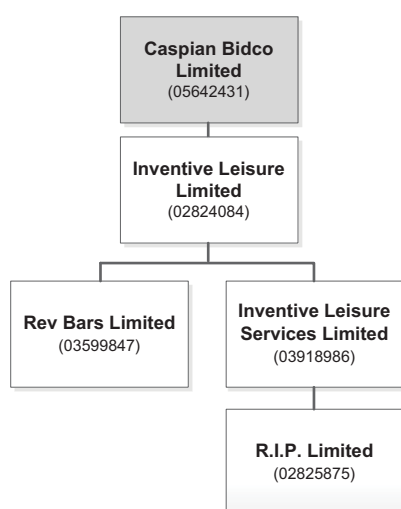 Caspian Bidco
Limited
(05642431)
Inventive Leisure
Limited
(02824084)
Rev Bars Limited
(03599847)
Inventive Leisure
Services Limited
(03918986)
R.I.P. Limited
(02825875)